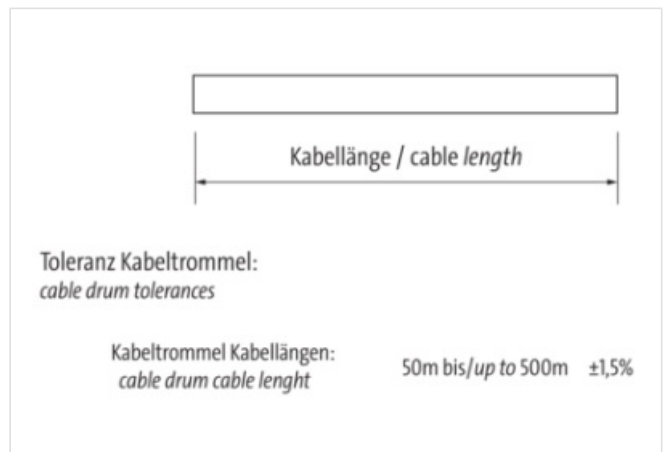 Kabellänge / cable length
Toleranz Kabeltrommel:
cable drum tolerances
Kabeltrommel Kabellängen:
cable drum cable lenght
50m bis/up to 500m ±1,5%